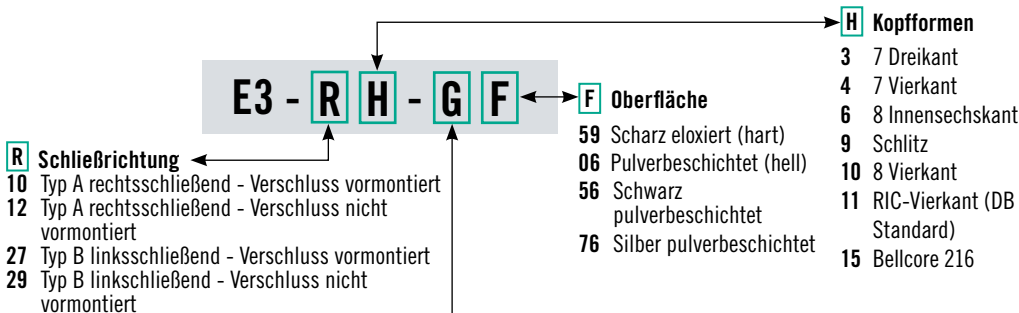 H Kopfformen
3 7 Dreikant
4 7 Vierkant
6 8 Innensechskant
9 Schlitz
10 8 Vierkant
11 RIC-Vierkant (DB
Standard)
15 Bellcore 216
E3 - R H - G F
F Oberfläche
59 Scharz eloxiert (hart)
06 Pulverbeschichtet (hell)
56 Schwarz
pulverbeschichtet
76 Silber pulverbeschichtet
R Schließrichtung
10 Typ A rechtsschließend - Verschluss vormontiert
12 Typ A rechtsschließend - Verschluss nicht
vormontiert
27 Typ B linksschließend - Verschluss vormontiert
29 Typ B linkschließend - Verschluss nicht
vormontiert